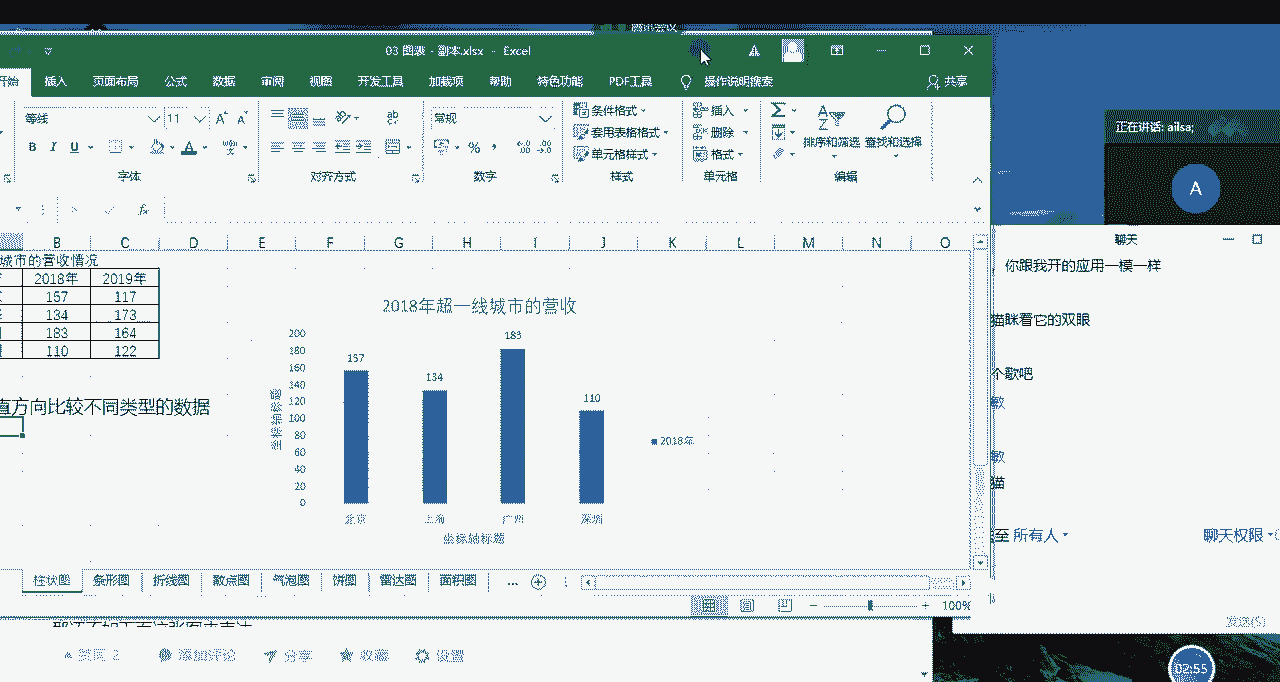 腾讯会议
03 图表 - 副本.xlsx - Excel
开始 插入 页面布局 公式 数据 审阅 视图 开发工具 加载项 帮助 特色功能 PDF工具 操作说明搜索 共享
等线 11 常规
B I U A % ,
条件格式
套用表格格式
单元格样式
插入
删除
格式
排序和筛选 查找和选择
字体 对齐方式 数字 样式 单元格 编辑
fx
B C D E F G H I J K L M N O
城市的营收情况
2018年 2019年
157 117
134 173
183 164
110 122
直方向比较不同类型的数据
2018年超一线城市的营收
200
180
160
140
120
100
80
60
40
20
0
坐标轴标题
157
134
183
110
北京 上海 广州 深圳
坐标轴标题
2018年
柱状图 条形图 折线图 散点图 气泡图 饼图 雷达图 面积图 ...
100%
赞同 2 添加评论 分享 收藏 设置
正在讲话: ailsa;
A
聊天
你跟我开的应用一模一样
猫眯着它的双眼
个歌吧
敏
敏
猫
至 所有人
聊天权限
发送(S)
02:55